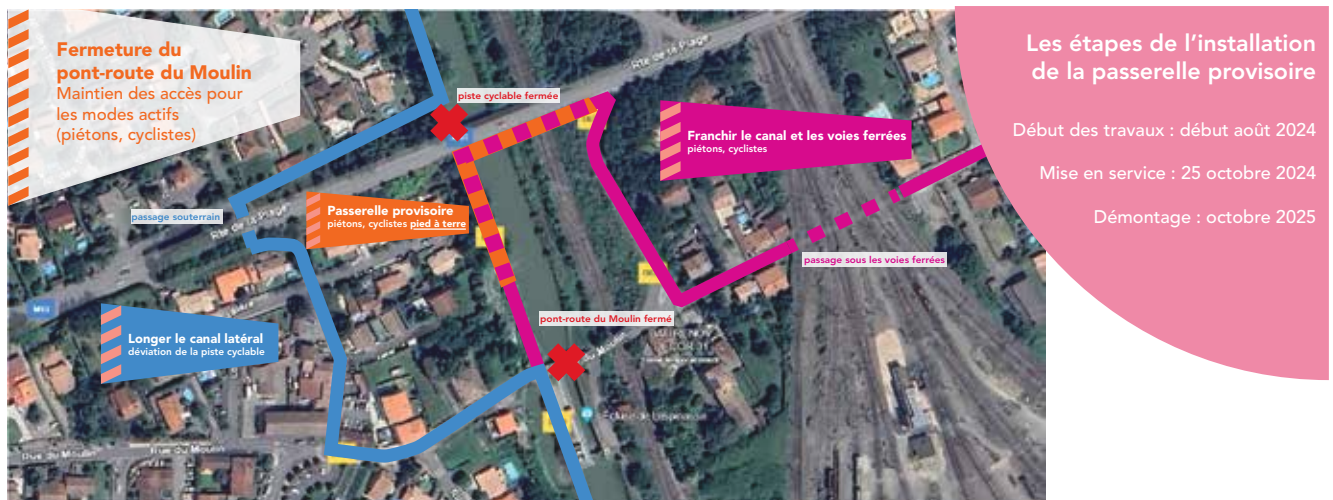 Fermeture du
pont-route du Moulin
Maintien des accès pour
les modes actifs
(piétons, cyclistes)
Les étapes de l'installation
de la passerelle provisoire
Début des travaux : début août 2024
Mise en service : 25 octobre 2024
Démontage : octobre 2025
Rte de la Plage
piste cyclable fermée
Franchir le canal et les voies ferrées
piétons, cyclistes
passage souterrain
Rte de la Plage
Passerelle provisoire
piétons, cyclistes pied à terre
passage sous les voies ferrées
Longer le canal latéral
déviation de la piste cyclable
pont-route du Moulin fermé
du Moulin
Écluse de Lespinasse
Rue du Moulin
Rue du Moulin